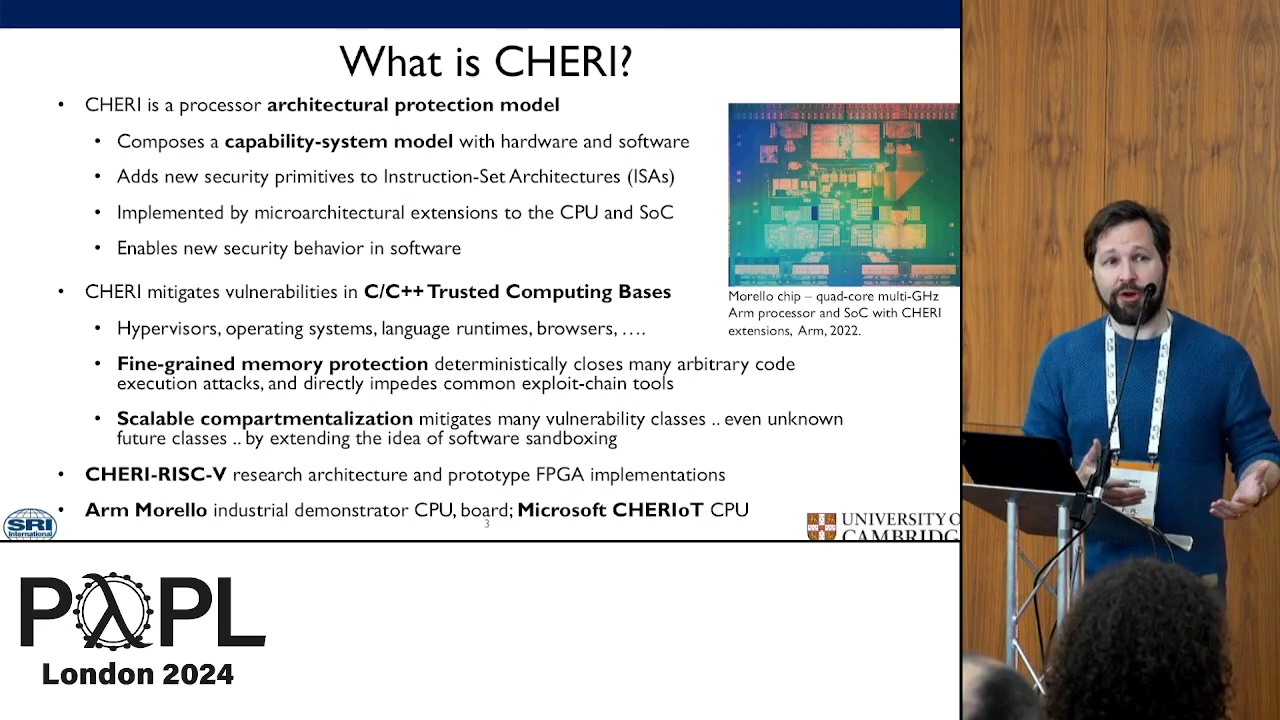 What is CHERI?
• CHERI is a processor architectural protection model
• Composes a capability-system model with hardware and software
• Adds new security primitives to Instruction-Set Architectures (ISAs)
• Implemented by microarchitectural extensions to the CPU and SoC
• Enables new security behavior in software
• CHERI mitigates vulnerabilities in C/C++ Trusted Computing Bases
• Hypervisors, operating systems, language runtimes, browsers, ....
• Fine-grained memory protection deterministically closes many arbitrary code
execution attacks, and directly impedes common exploit-chain tools
• Scalable compartmentalization mitigates many vulnerability classes .. even unknown
future classes .. by extending the idea of software sandboxing
• CHERI-RISC-V research architecture and prototype FPGA implementations
• Arm Morello industrial demonstrator CPU, board; Microsoft CHERIoT CPU
Morello chip – quad-core multi-GHz
Arm processor and SoC with CHERI
extensions, Arm, 2022.
3
SRI
International
UNIVERSITY O
CAMBRIDG
PλPL
London 2024